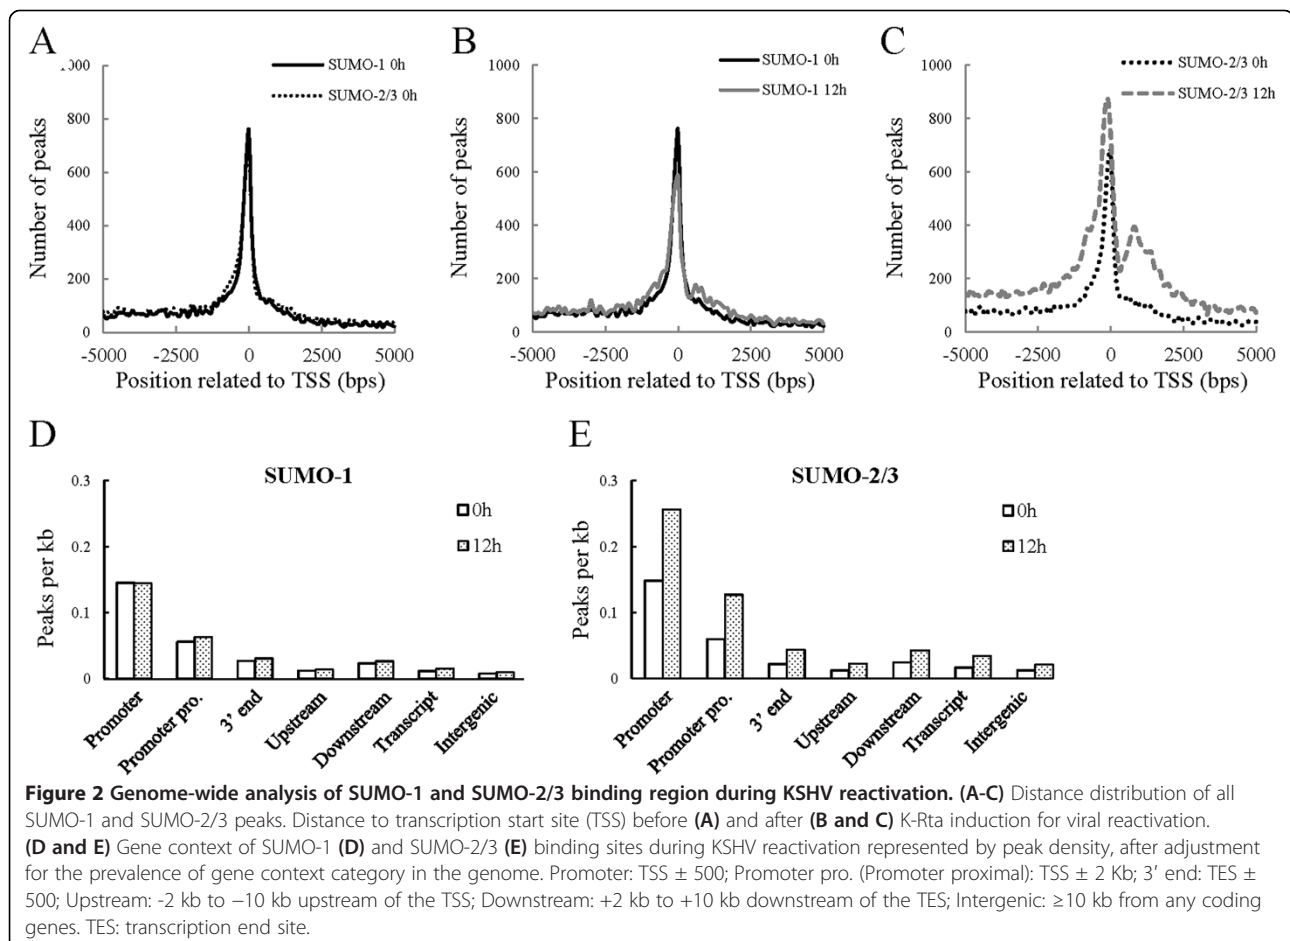 A
B
C
:000
800
600
400
200
0
Number of peaks
SUMO-1 0h
SUMO-2/3 0h
-5000 -2500 0 2500 5000
Position related to TSS (bps)
1000
800
600
400
200
0
Number of peaks
SUMO-1 0h
SUMO-1 12h
-5000 -2500 0 2500 5000
Position related to TSS (bps)
1000
800
600
400
200
0
Number of peaks
SUMO-2/3 0h
SUMO-2/3 12h
-5000 -2500 0 2500 5000
Position related to TSS (bps)
D
SUMO-1
0.3
0.2
0.1
0
Peaks per kb
0h
12h
Promoter
Promoter pro.
3' end
Upstream
Downstream
Transcript
Intergenic
E
SUMO-2/3
0.3
0.2
0.1
0
Peaks per kb
0h
12h
Promoter
Promoter pro.
3' end
Upstream
Downstream
Transcript
Intergenic
Figure 2 Genome-wide analysis of SUMO-1 and SUMO-2/3 binding region during KSHV reactivation. (A-C) Distance distribution of all
SUMO-1 and SUMO-2/3 peaks. Distance to transcription start site (TSS) before (A) and after (B and C) K-Rta induction for viral reactivation.
(D and E) Gene context of SUMO-1 (D) and SUMO-2/3 (E) binding sites during KSHV reactivation represented by peak density, after adjustment
for the prevalence of gene context category in the genome. Promoter: TSS ± 500; Promoter pro. (Promoter proximal): TSS ± 2 Kb; 3′ end: TES ±
500; Upstream: -2 kb to −10 kb upstream of the TSS; Downstream: +2 kb to +10 kb downstream of the TES; Intergenic: ≥10 kb from any coding
genes. TES: transcription end site.